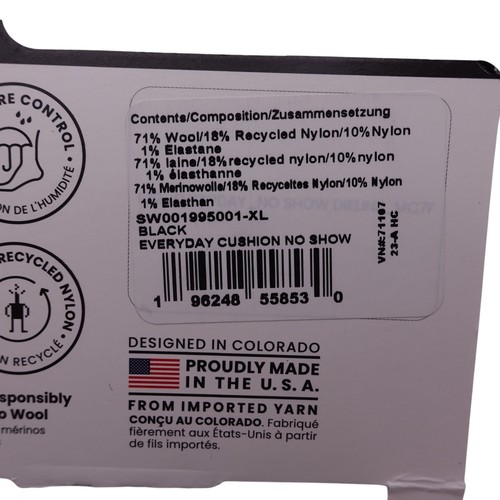 RE CONTROL
ON DE L'HUMIDITÉ
Contents/Composition/Zusammensetzung
71% Wool/18% Recycled Nylon/10% Nylon
1% Elastane
71% laine/18% recycled nylon/10% nylon
1% élasthanne
71% Merinowolle/18% Recyceltes Nylon/10% Nylon
1% Elasthan
SW001995001-XL
BLACK
EVERYDAY CUSHION NO SHOW
VN#:71167
23-A HC
1 96248 55853 0
RECYCLED NYLON
N RECYCLÉ
DESIGNED IN COLORADO
PROUDLY MADE
IN THE U.S.A.
FROM IMPORTED YARN
CONÇU AU COLORADO. Fabriqué
fièrement aux États-Unis à partir
de fils importés.
sponsibly
o Wool
mérinos